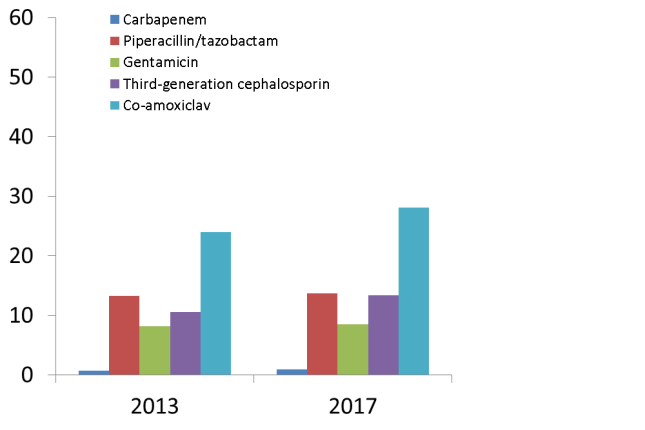 60
50
40
30
20
10
0
Carbapenem
Piperacillin/tazobactam
Gentamicin
Third-generation cephalosporin
Co-amoxiclav
2013
2017